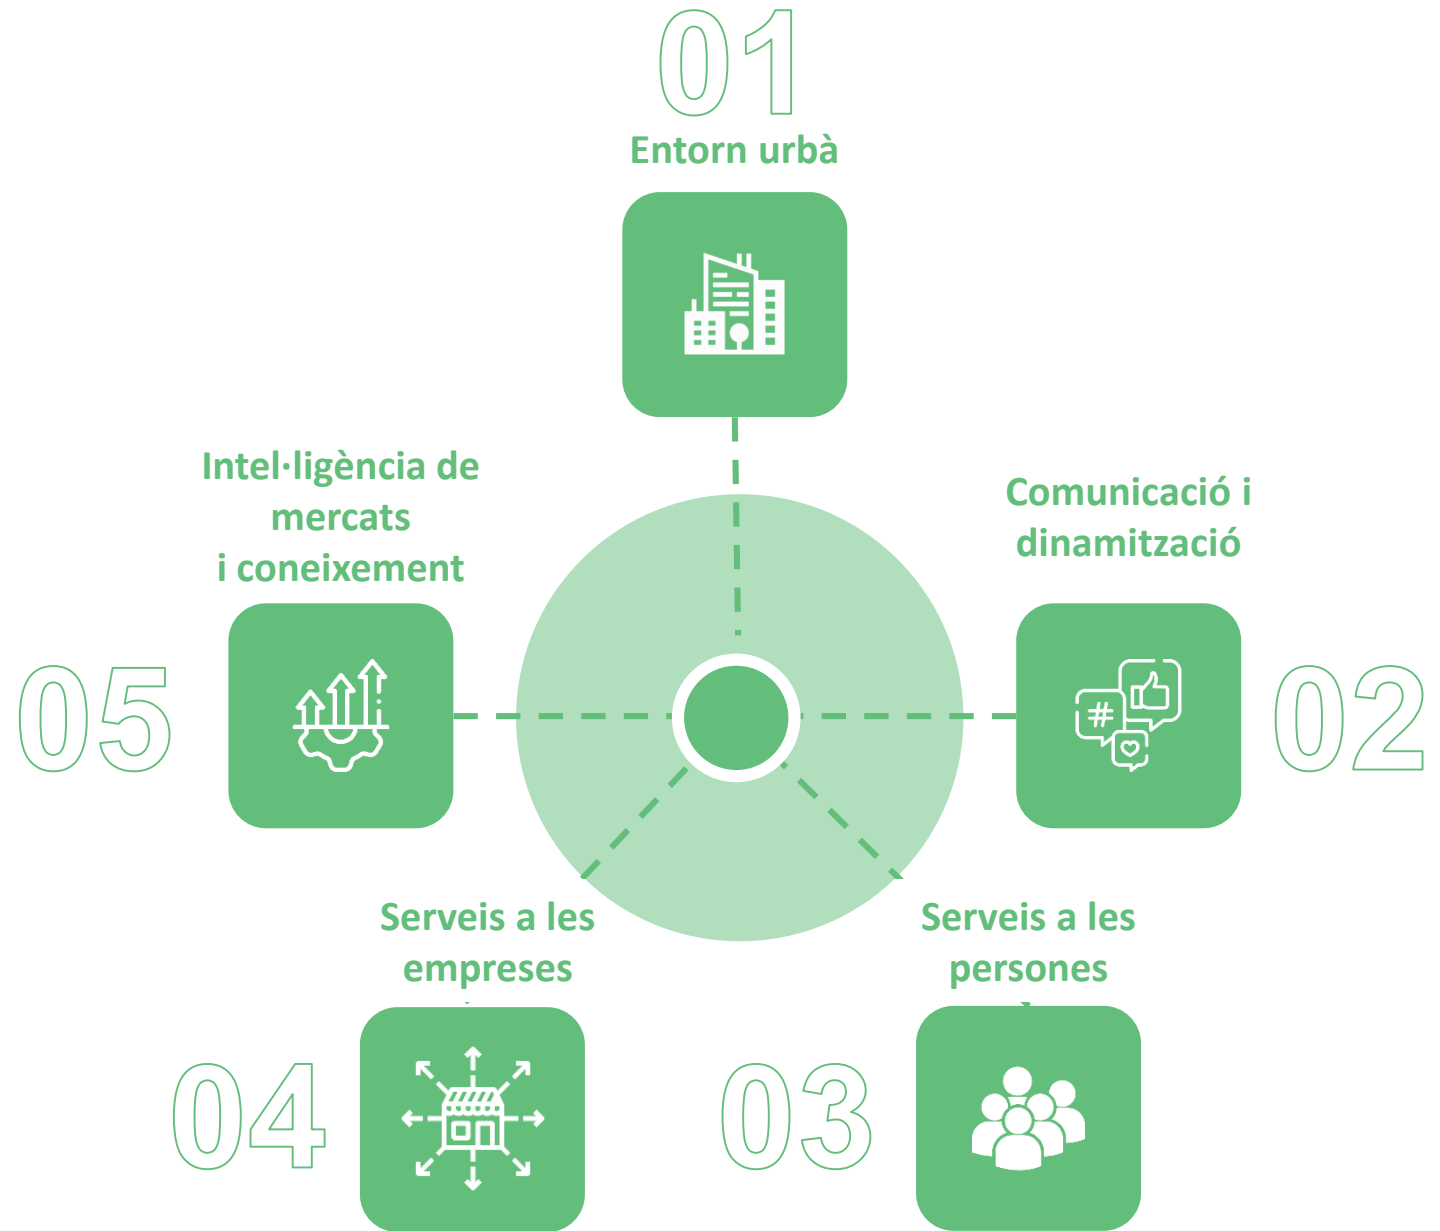 01
Entorn urbà
Comunicació i
dinamització
02
Serveis a les
persones
03
Serveis a les
empreses
04
Intel·ligència de
mercats
i coneixement
05
#